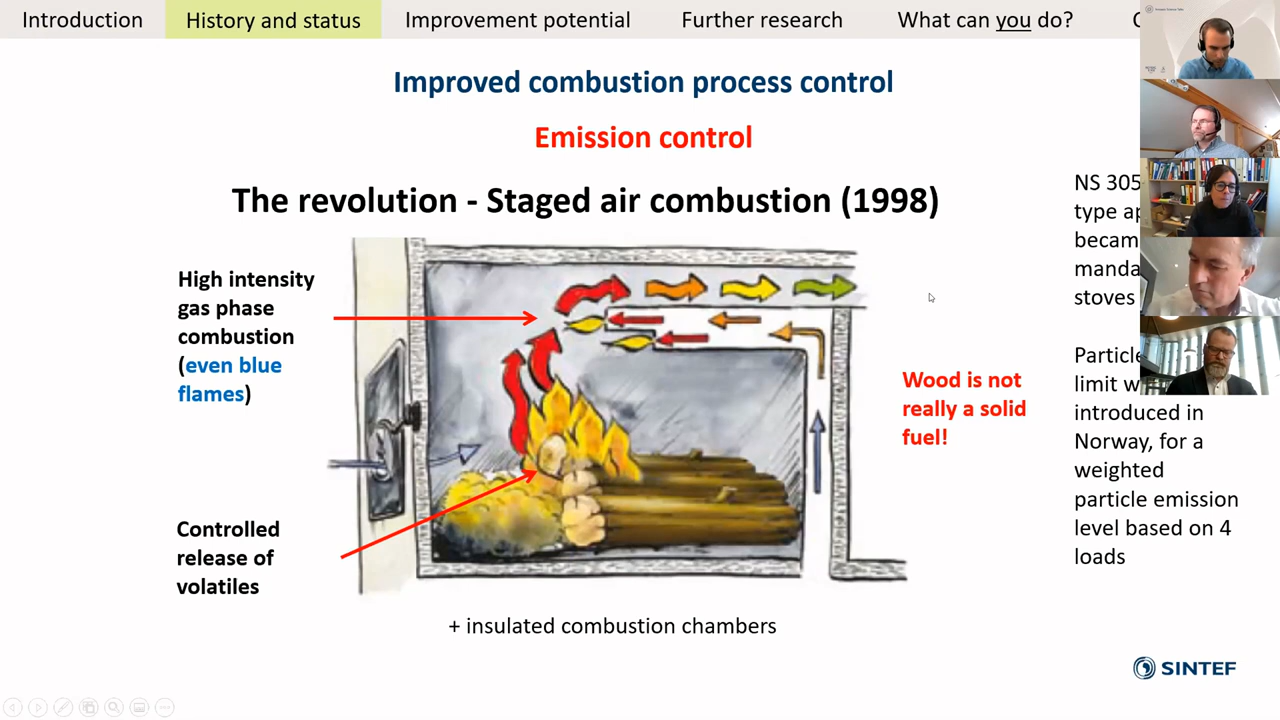 Introduction
History and status
Improvement potential
Further research
What can you do?
Improved combustion process control
Emission control
The revolution - Staged air combustion (1998)
High intensity
gas phase
combustion
(even blue
flames)
Controlled
release of
volatiles
+ insulated combustion chambers
Wood is not
really a solid
fuel!
NS 305
type ap
becam
manda
stoves
Particle
limit w
introduced in
Norway, for a
weighted
particle emission
level based on 4
loads
SINTEF